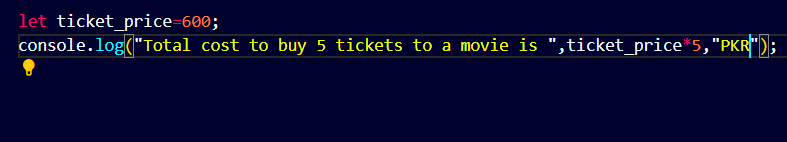 let ticket_price=600;
console.log("Total cost to buy 5 tickets to a movie is ",ticket_price*5,"PKR");